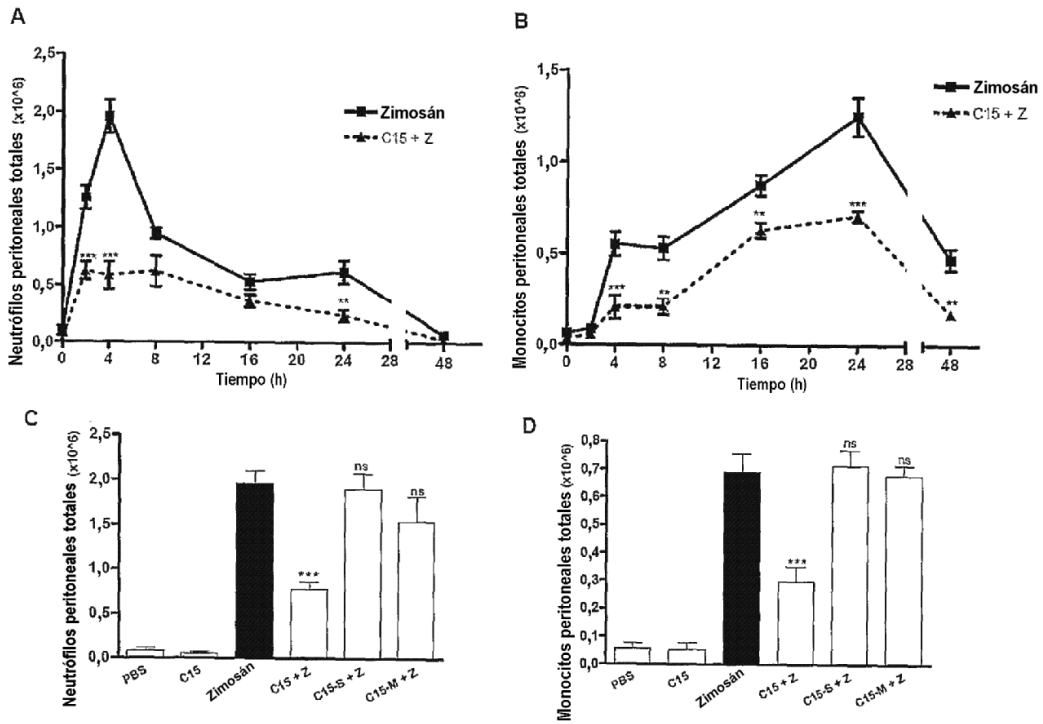 A
Neutrófilos peritoneales totales (x10^6)
2,5
2,0
1,5
1,0
0,5
0,0
0 4 8 12 16 20 24 28 48
Tiempo (h)
Zimosán
C15 + Z
*** ***
**
B
Monocitos peritoneales totales (x10^6)
1,5
1,0
0,5
0,0
0 4 8 12 16 20 24 28 48
Tiempo (h)
Zimosán
C15 + Z
***
**
**
***
**
C
Neutrófilos peritoneales totales (x10^6)
2,5
2,0
1,5
1,0
0,5
0,0
***
ns
ns
PBS C15 Zimosán C15 + Z C15-S + Z C15-M + Z
D
Monocitos peritoneales totales (x10^6)
0,8
0,7
0,6
0,5
0,4
0,3
0,2
0,1
0,0
***
ns
ns
PBS C15 Zimosán C15 + Z C15-S + Z C15-M + Z